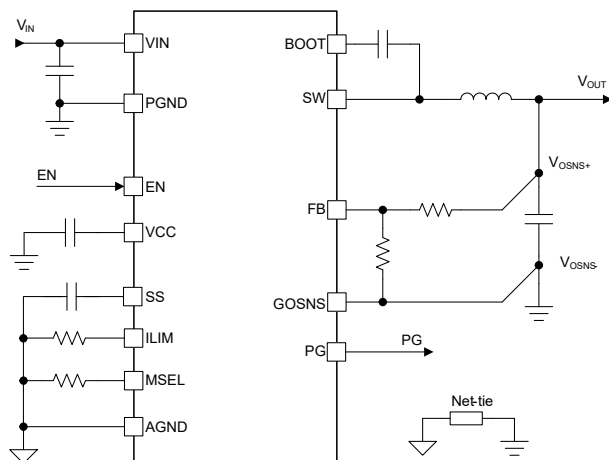 VIN
VIN
BOOT
PGND
SW
VOUT
EN
EN
VOSNS+
FB
VCC
VOSNS-
SS
GOSNS
ILIM
PG
PG
MSEL
Net-tie
AGND